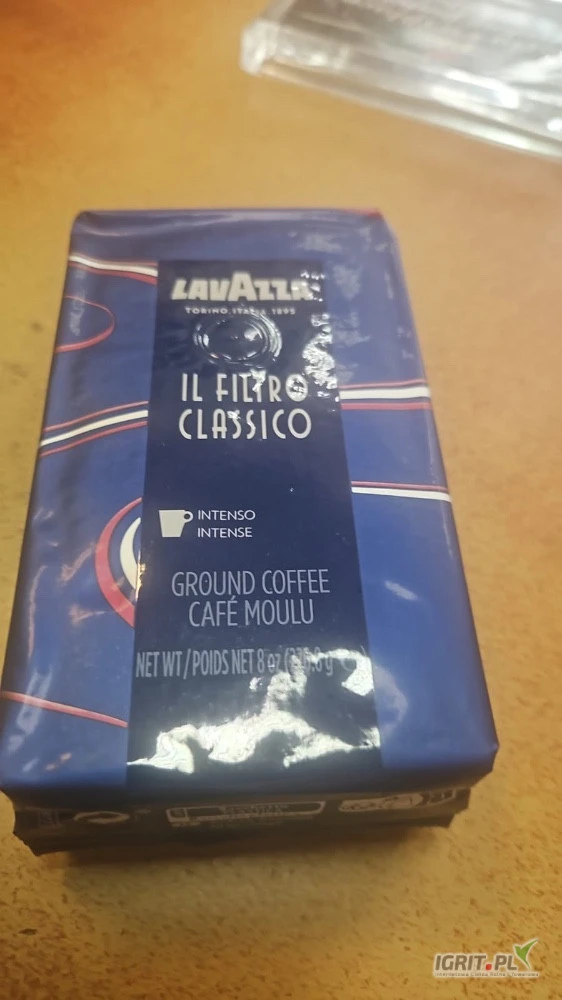 LAVAZZA
TORINO, ITALIA, 1895
IL FILTRO
CLASSICO
INTENSO
INTENSE
GROUND COFFEE
CAFÉ MOULU
NET WT/POIDS NET 8 oz
IGRIT.PL